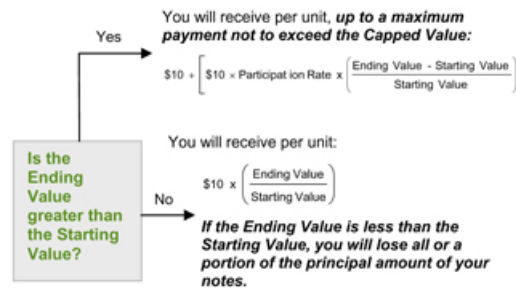 You will receive per unit, up to a maximum
payment not to exceed the Capped Value:
Yes
$10 + [ $10 × Participat ion Rate x ( Ending Value - Starting Value
Starting Value
You will receive per unit:
Is the
Ending
Value
greater than
the Starting
Value?
$10 x ( Ending Value
Starting Value )
No
If the Ending Value is less than the
Starting Value, you will lose all or a
portion of the principal amount of your
notes.